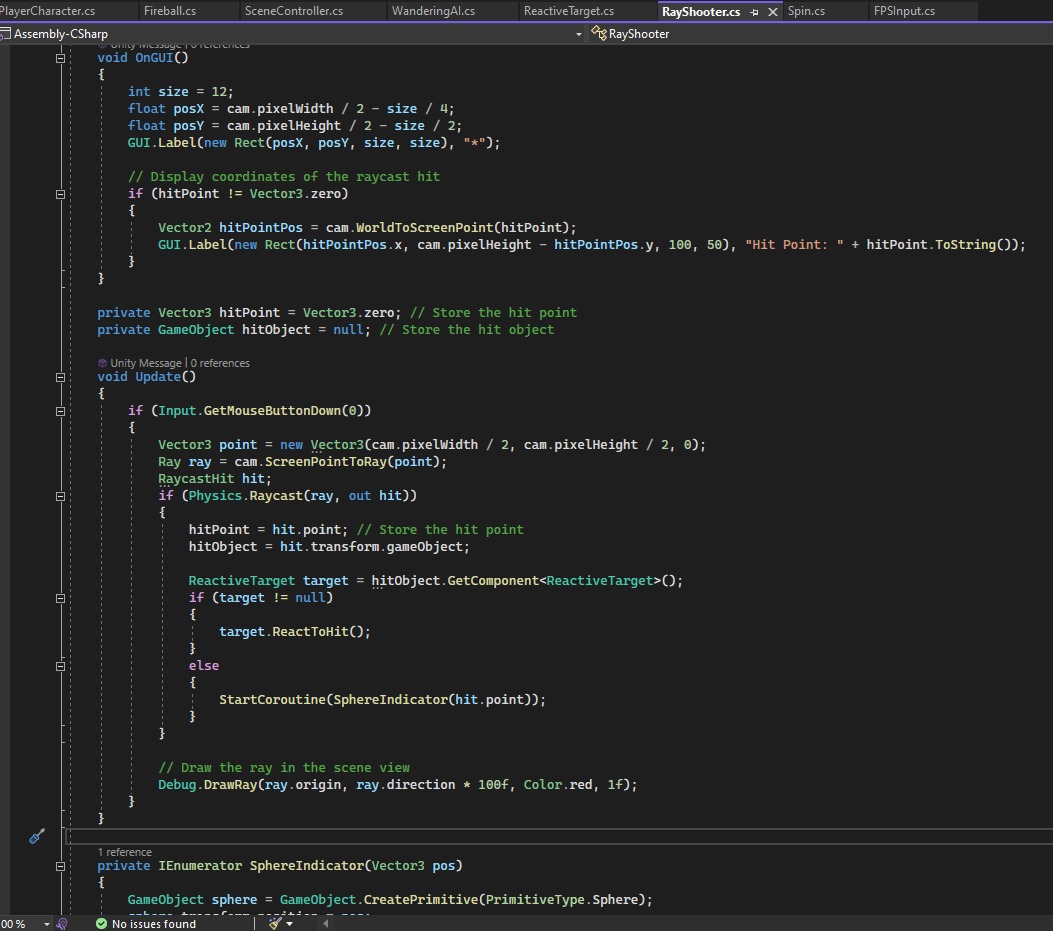 PlayerCharacter.cs Fireball.cs SceneController.cs WanderingAI.cs ReactiveTarget.cs RayShooter.cs Spin.cs FPSInput.cs
Assembly-CSharp RayShooter
Unity Message | 0 references
void OnGUI()
{
int size = 12;
float posX = cam.pixelWidth / 2 - size / 4;
float posY = cam.pixelHeight / 2 - size / 2;
GUI.Label(new Rect(posX, posY, size, size), "*");
// Display coordinates of the raycast hit
if (hitPoint != Vector3.zero)
{
Vector2 hitPointPos = cam.WorldToScreenPoint(hitPoint);
GUI.Label(new Rect(hitPointPos.x, cam.pixelHeight - hitPointPos.y, 100, 50), "Hit Point: " + hitPoint.ToString());
}
}
private Vector3 hitPoint = Vector3.zero; // Store the hit point
private GameObject hitObject = null; // Store the hit object
Unity Message | 0 references
void Update()
{
if (Input.GetMouseButtonDown(0))
{
Vector3 point = new Vector3(cam.pixelWidth / 2, cam.pixelHeight / 2, 0);
Ray ray = cam.ScreenPointToRay(point);
RaycastHit hit;
if (Physics.Raycast(ray, out hit))
{
hitPoint = hit.point; // Store the hit point
hitObject = hit.transform.gameObject;
ReactiveTarget target = hitObject.GetComponent<ReactiveTarget>();
if (target != null)
{
target.ReactToHit();
}
else
{
StartCoroutine(SphereIndicator(hit.point));
}
}
// Draw the ray in the scene view
Debug.DrawRay(ray.origin, ray.direction * 100f, Color.red, 1f);
}
}
1 reference
private IEnumerator SphereIndicator(Vector3 pos)
{
GameObject sphere = GameObject.CreatePrimitive(PrimitiveType.Sphere);
sphere.transform.position = pos;
00 % No issues found